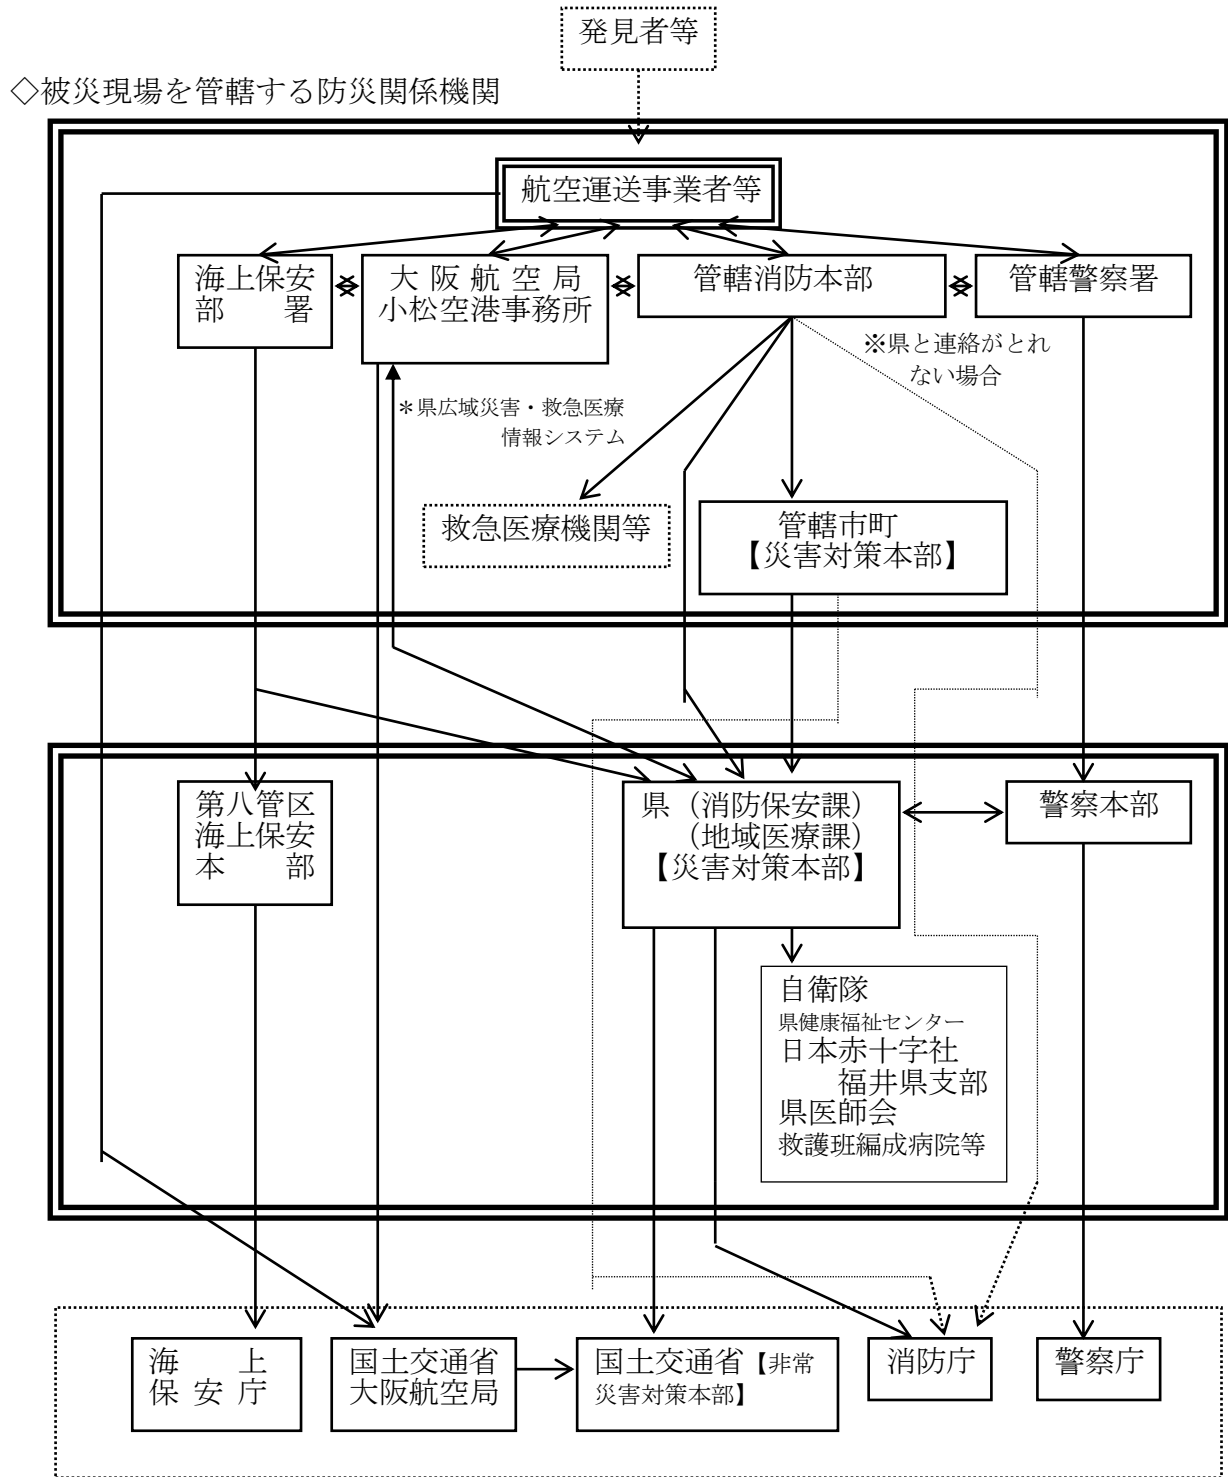 発見者等
◇被災現場を管轄する防災関係機関
航空運送事業者等
海上保安
部　　署
大 阪 航 空 局
小松空港事務所
管轄消防本部
管轄警察署
※県と連絡がとれ
ない場合
＊県広域災害・救急医療
情報システム
救急医療機関等
管轄市町
【災害対策本部】
第八管区
海上保安
本　　部
県（消防保安課）
（地域医療課）
【災害対策本部】
警察本部
自衛隊
県健康福祉センター
日本赤十字社
福井県支部
県医師会
救護班編成病院等
海　　上
保 安 庁
国土交通省
大阪航空局
国土交通省【非常
災害対策本部】
消防庁
警察庁